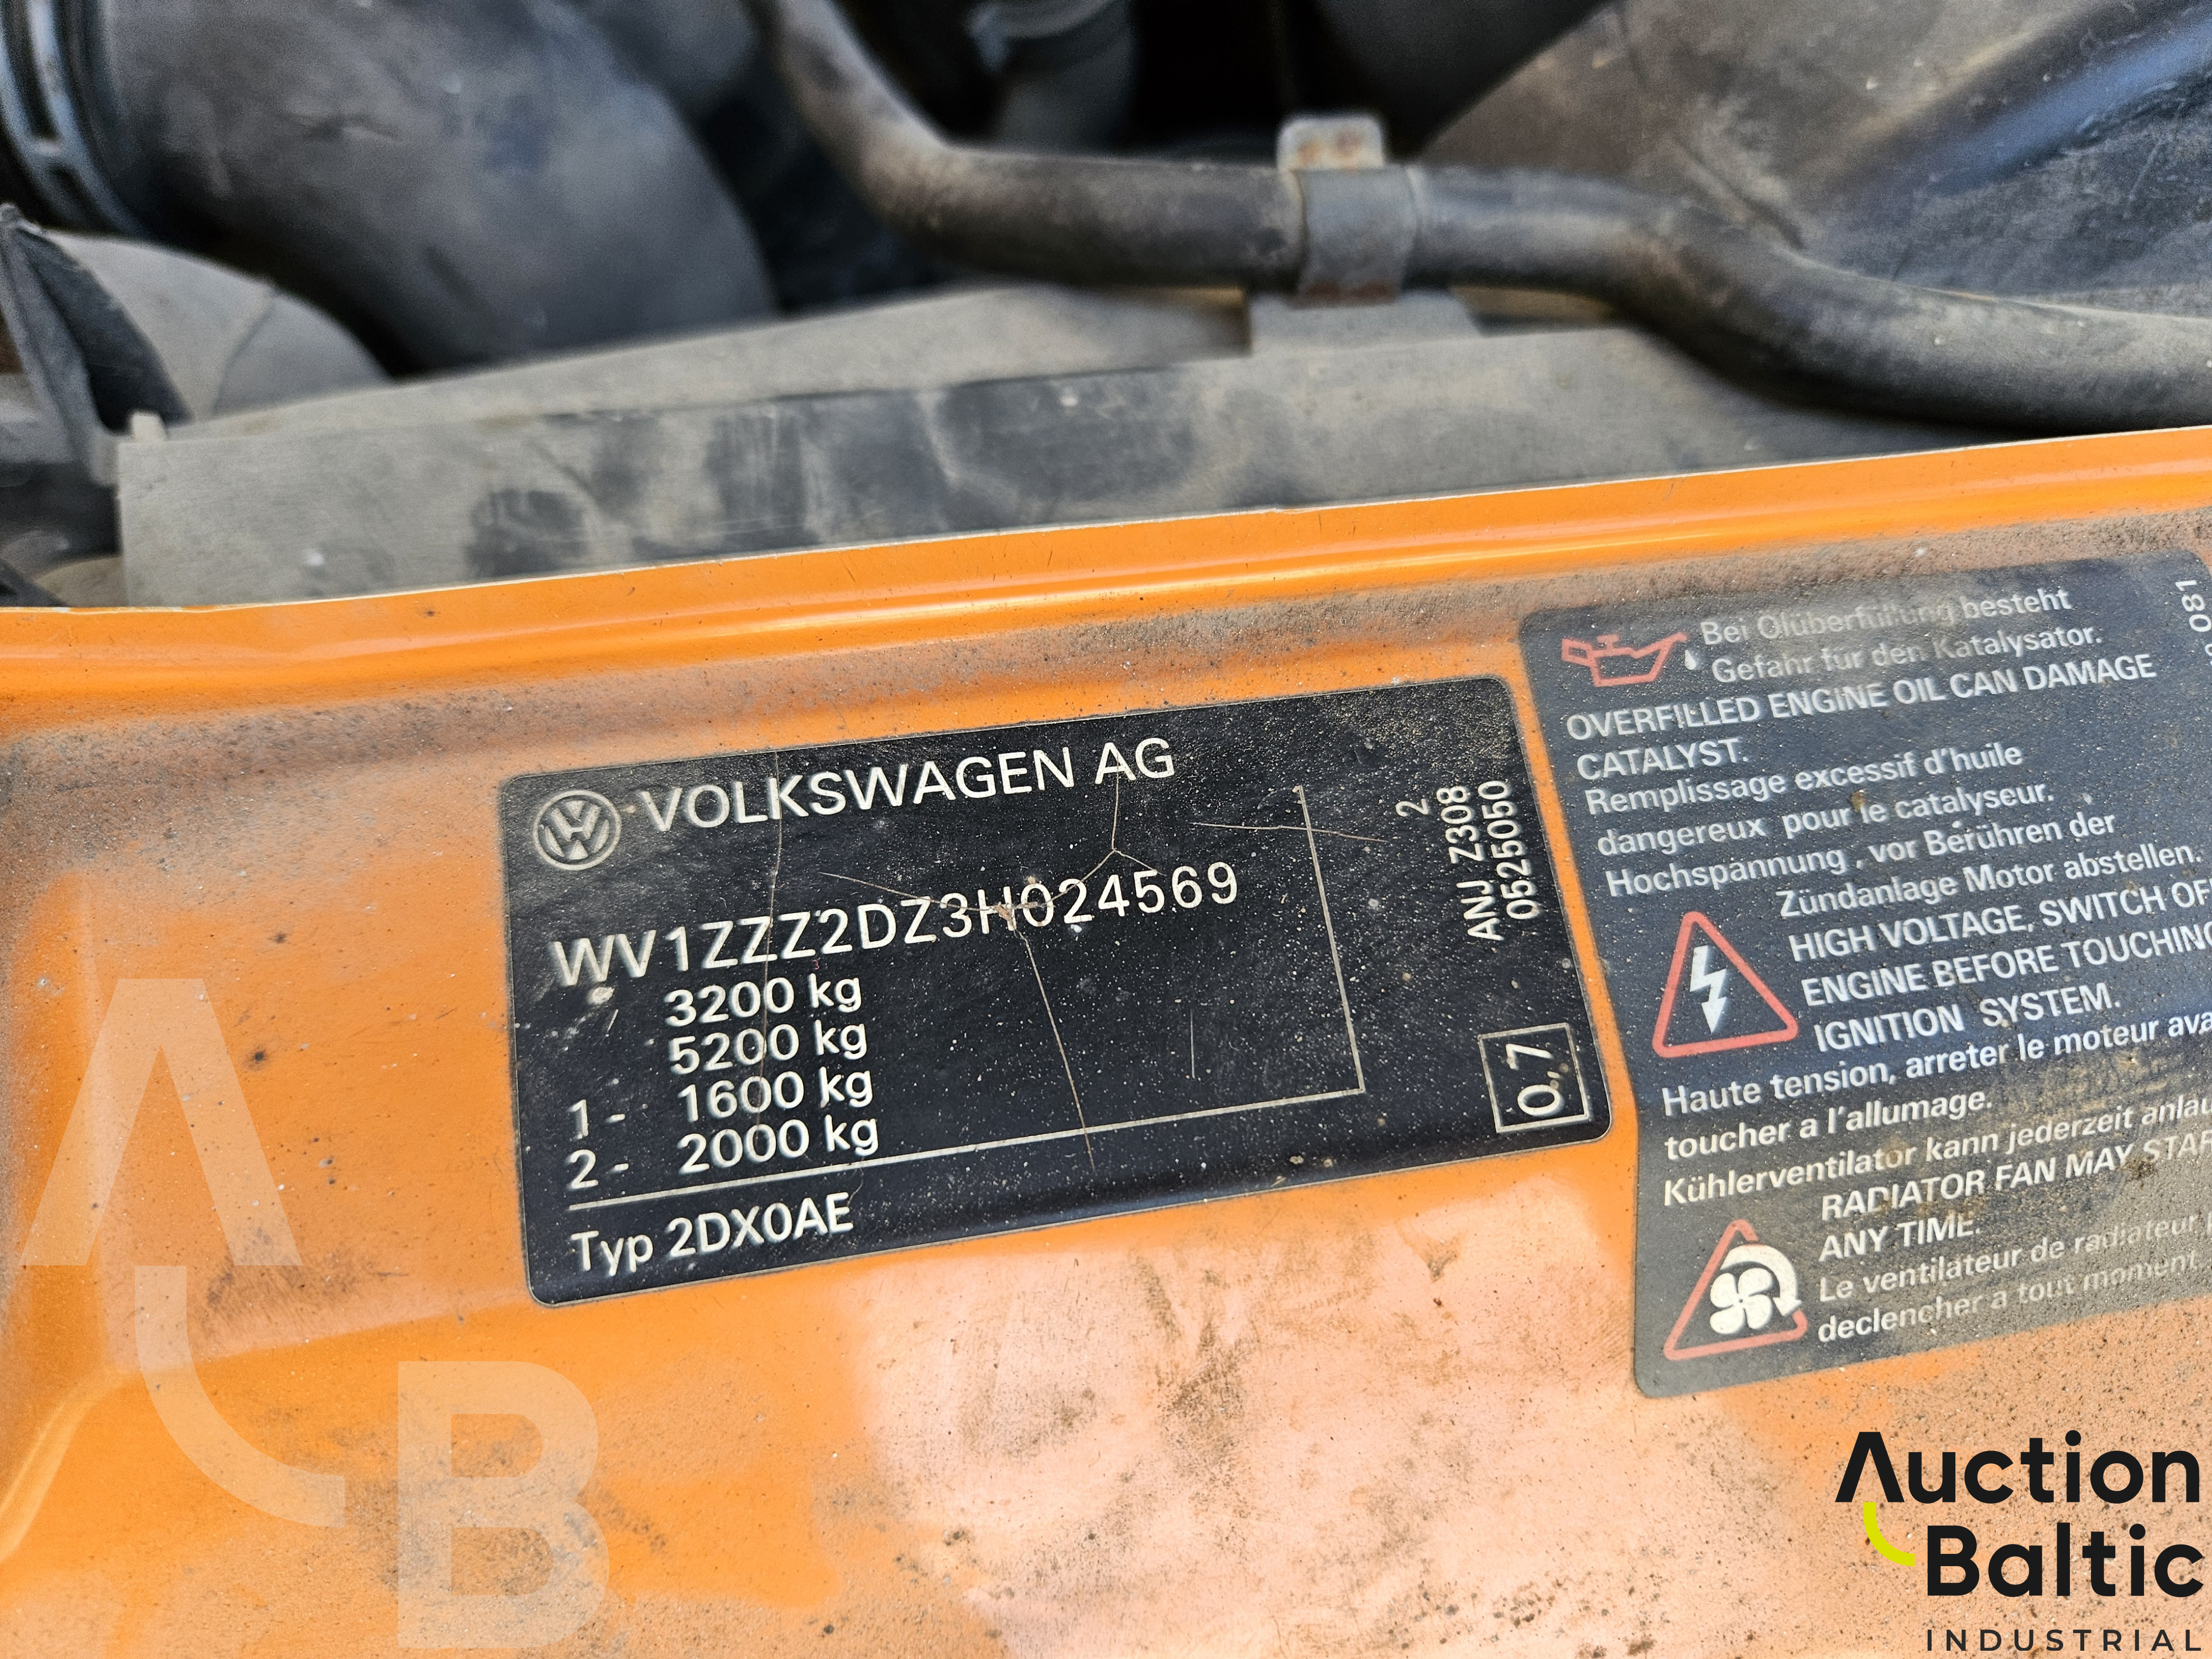 VOLKSWAGEN AG
WV1ZZZ2DZ3H024569
3200 kg
5200 kg
1 - 1600 kg
2 - 2000 kg
Typ 2DX0AE
2
ANJ Z308
0525050
0,7
Bei Ölüberfüllung besteht
Gefahr für den Katalysator.
OVERFILLED ENGINE OIL CAN DAMAGE
CATALYST.
Remplissage excessif d'huile
dangereux pour le catalyseur.
Hochspannung, vor Berühren der
Zündanlage Motor abstellen.
HIGH VOLTAGE, SWITCH OF
ENGINE BEFORE TOUCHING
IGNITION SYSTEM.
Haute tension, arreter le moteur ava
toucher a l'allumage.
Kühlerventilator kann jederzeit anlau
RADIATOR FAN MAY STAR
ANY TIME.
Le ventilateur de radiateur
declencher a tout moment
081
AB
Auction
Baltic
INDUSTRIAL